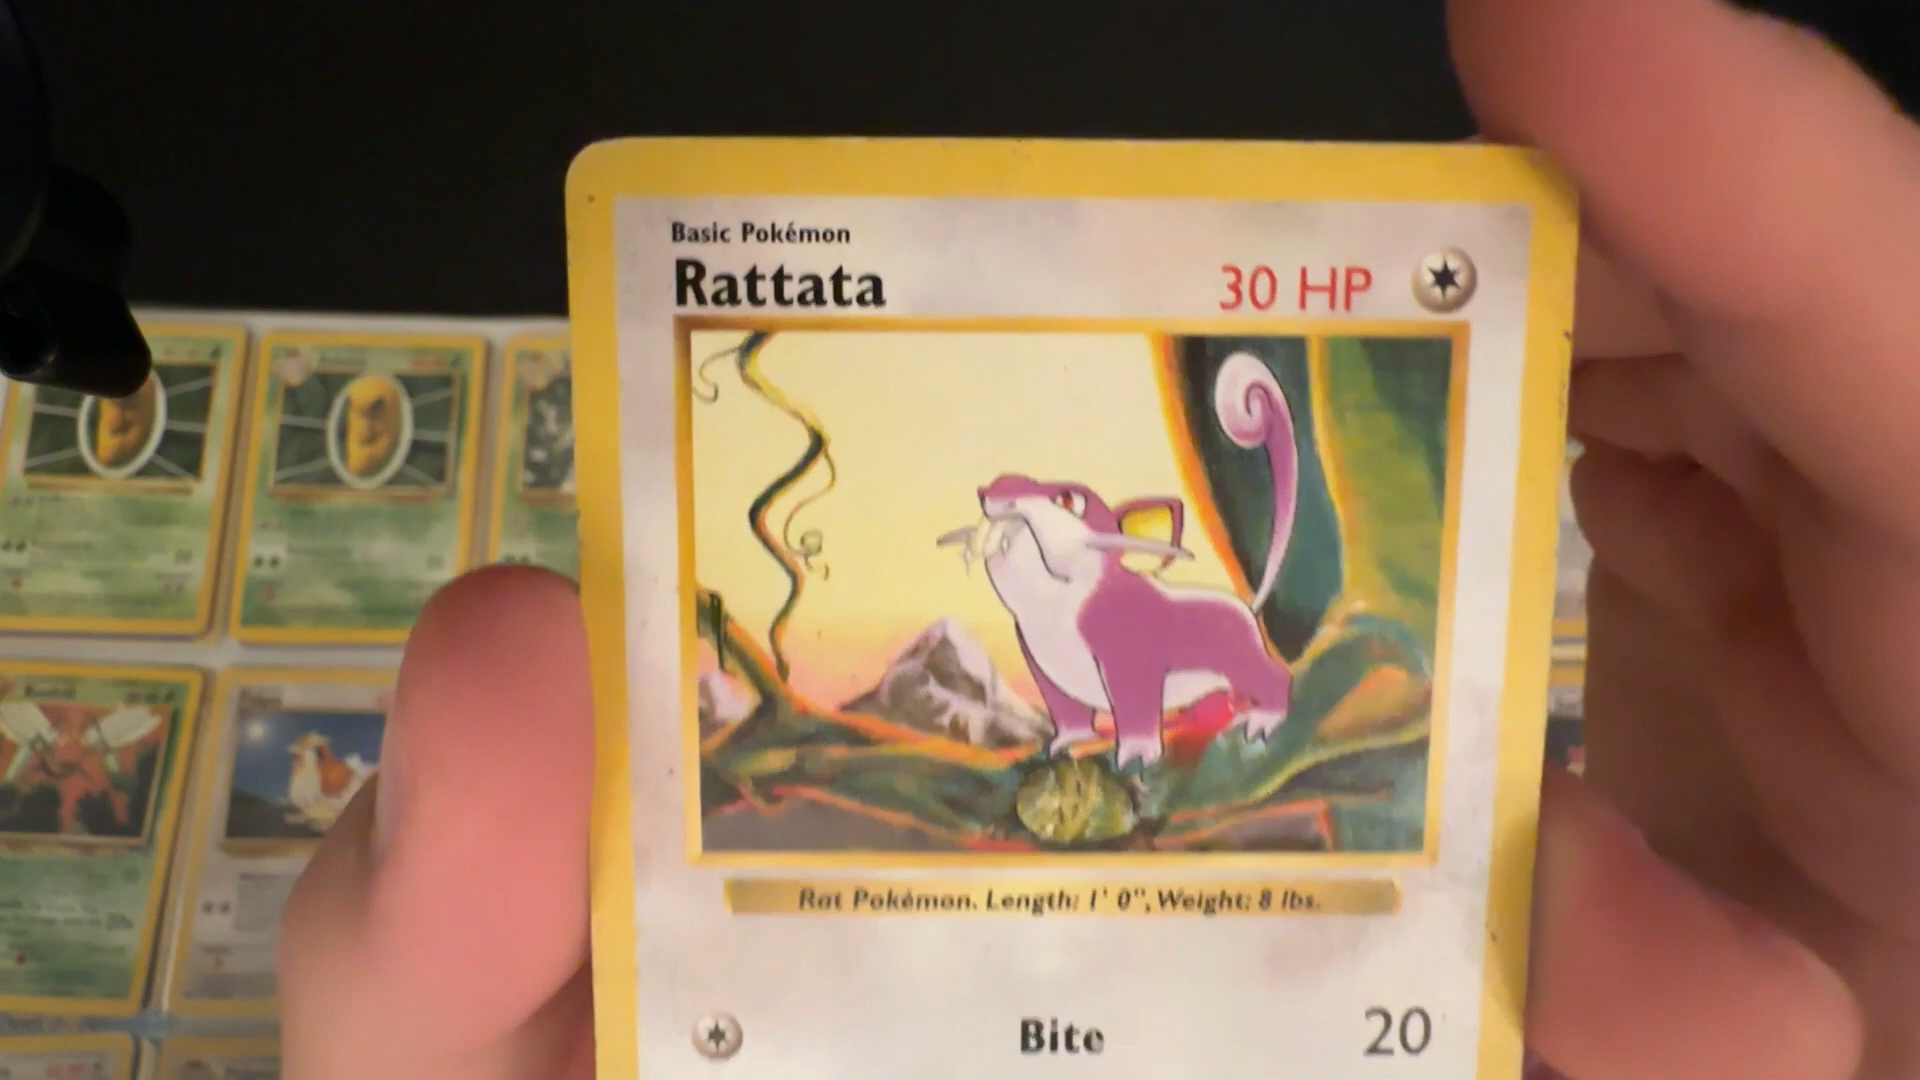 Basic Pokémon
Rattata
30 HP
Rat Pokémon. Length: 1' 0", Weight: 8 lbs.
Bite
20